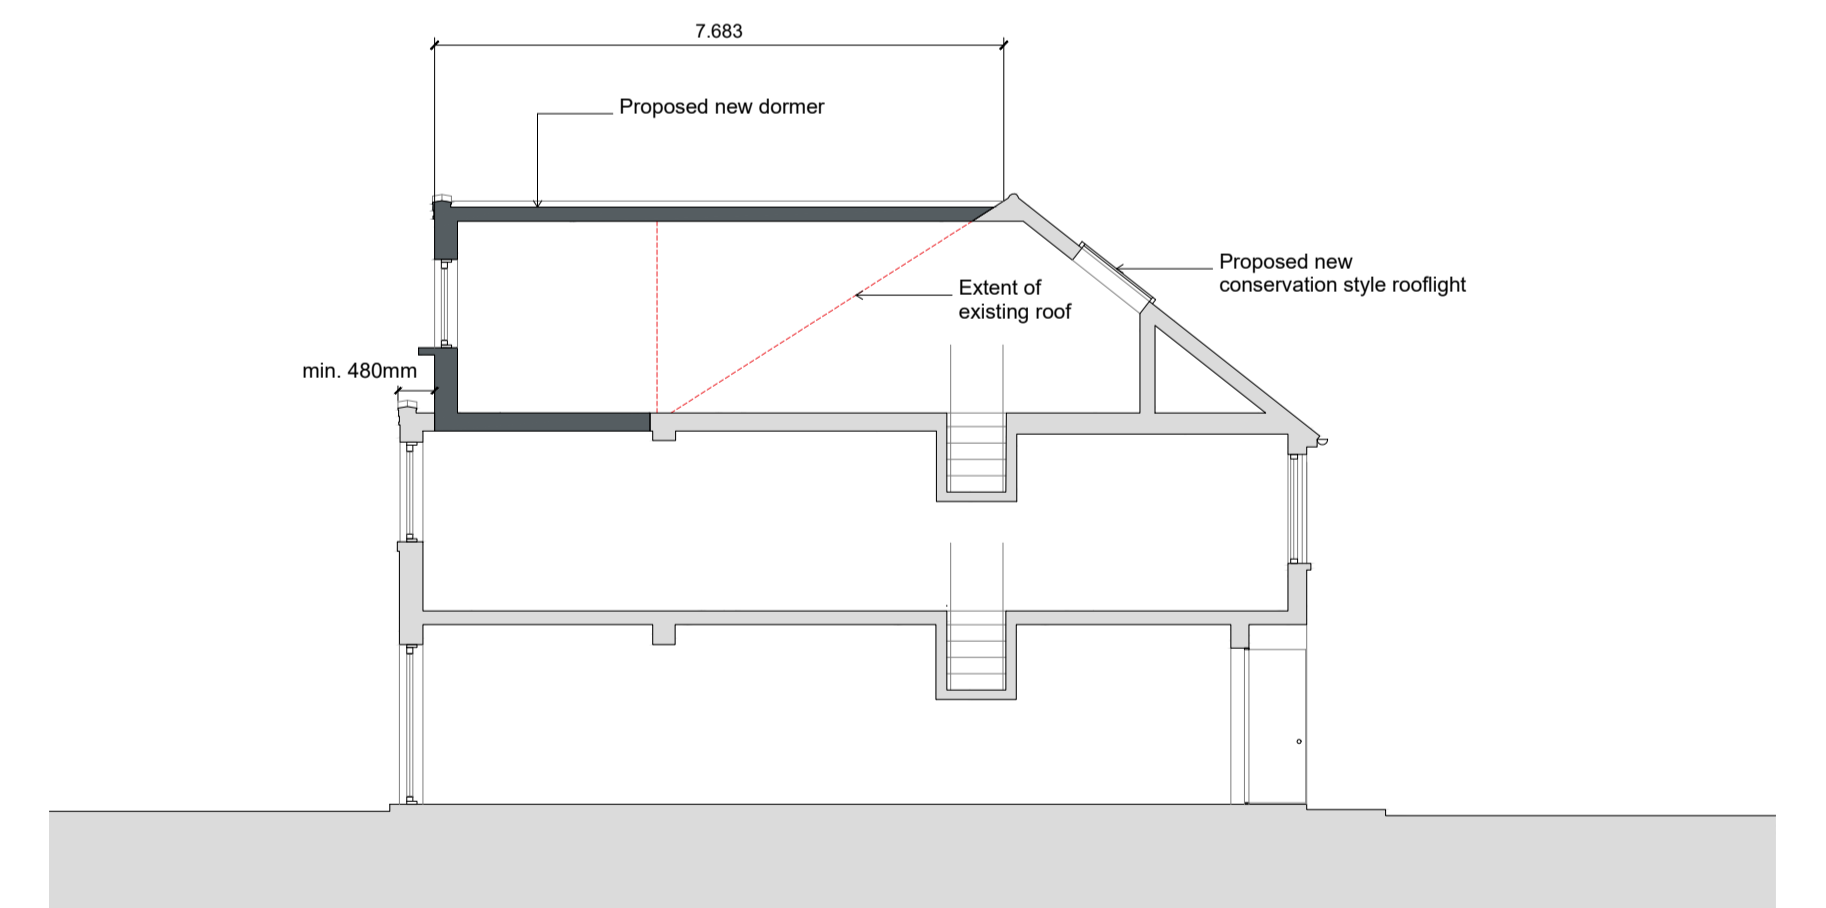 7.683
Proposed new dormer
Proposed new
conservation style rooflight
Extent of
existing roof
min. 480mm